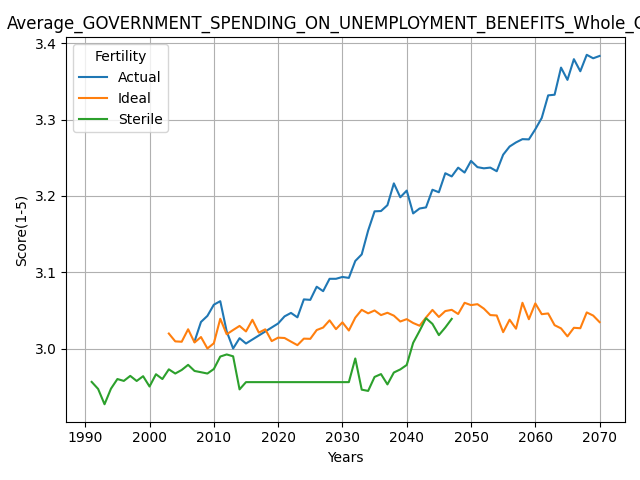 Average_GOVERNMENT_SPENDING_ON_UNEMPLOYMENT_BENEFITS_Whole_
Fertility
Actual
Ideal
Sterile
Score(1-5)
3.4
3.3
3.2
3.1
3.0
1990 2000 2010 2020 2030 2040 2050 2060 2070
Years